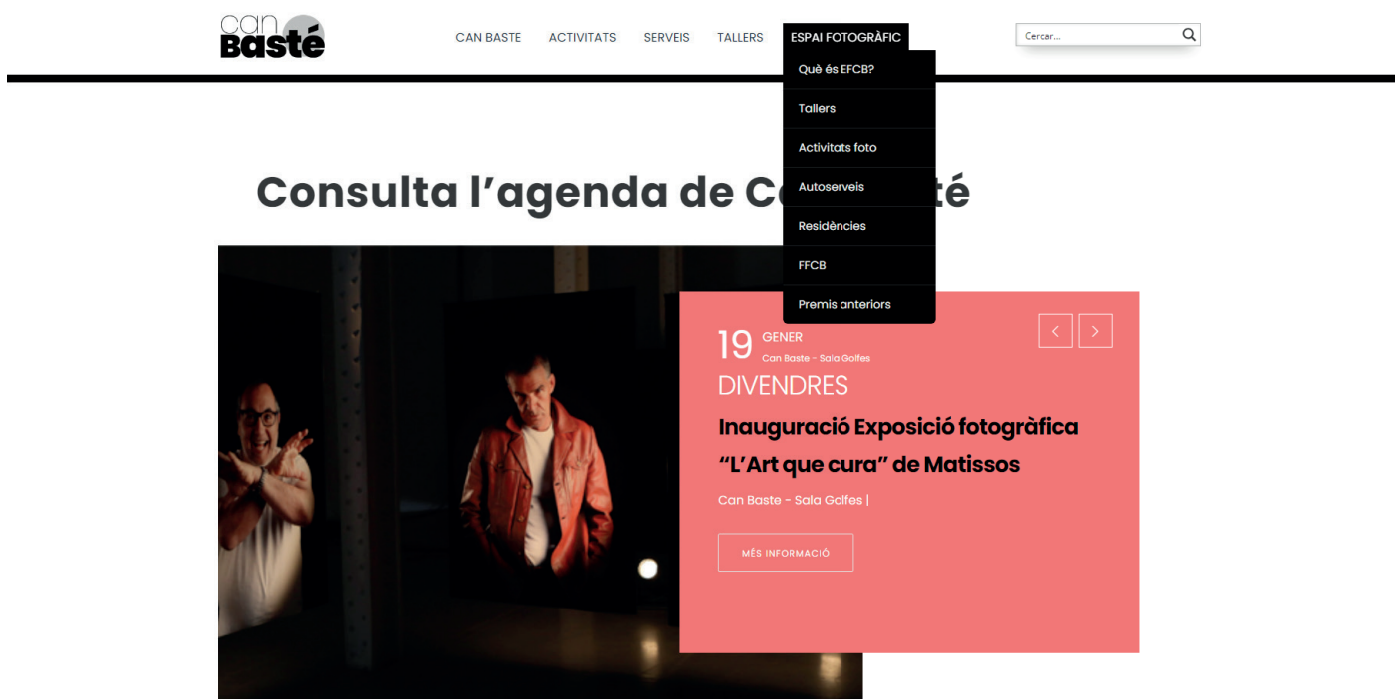 can
Basté
CAN BASTE ACTIVITATS SERVEIS TALLERS ESPAI FOTOGRÀFIC
Cercar...
Què és EFCB?
Tallers
Activitats foto
Autoserveis
Residències
FFCB
Premis anteriors
Consulta l’agenda de C té
19 GENER
Can Baste - Sala Golfes
DIVENDRES
Inauguració Exposició fotogràfica
“L’Art que cura” de Matissos
Can Baste - Sala Golfes |
MÉS INFORMACIÓ